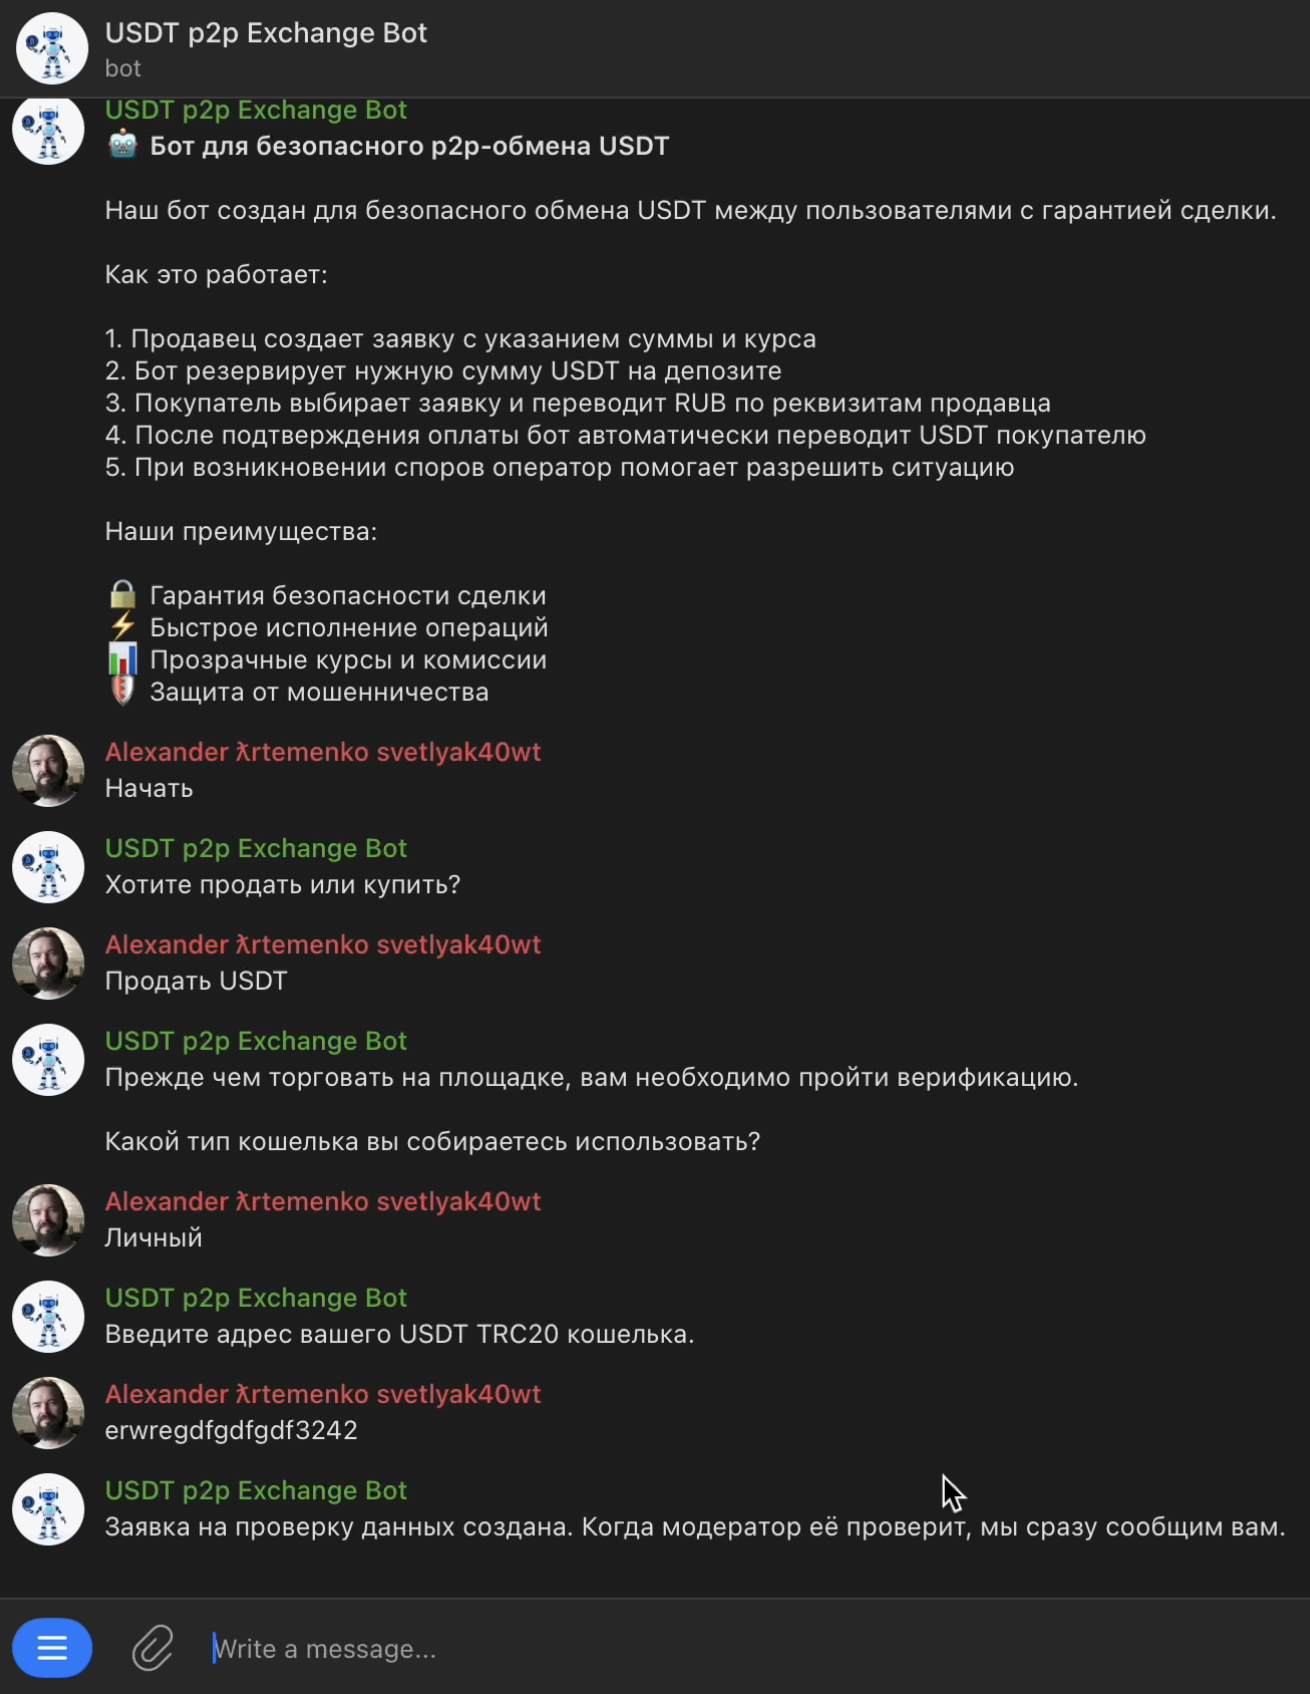 USDT p2p Exchange Bot
bot
USDT p2p Exchange Bot
🤖 Бот для безопасного p2p-обмена USDT
Наш бот создан для безопасного обмена USDT между пользователями с гарантией сделки.
Как это работает:
1. Продавец создает заявку с указанием суммы и курса
2. Бот резервирует нужную сумму USDT на депозите
3. Покупатель выбирает заявку и переводит RUB по реквизитам продавца
4. После подтверждения оплаты бот автоматически переводит USDT покупателю
5. При возникновении споров оператор помогает разрешить ситуацию
Наши преимущества:
🔒 Гарантия безопасности сделки
⚡ Быстрое исполнение операций
📊 Прозрачные курсы и комиссии
🛡 Защита от мошенничества
Alexander ƛrtemenko svetlyak40wt
Начать
USDT p2p Exchange Bot
Хотите продать или купить?
Alexander ƛrtemenko svetlyak40wt
Продать USDT
USDT p2p Exchange Bot
Прежде чем торговать на площадке, вам необходимо пройти верификацию.
Какой тип кошелька вы собираетесь использовать?
Alexander ƛrtemenko svetlyak40wt
Личный
USDT p2p Exchange Bot
Введите адрес вашего USDT TRC20 кошелька.
Alexander ƛrtemenko svetlyak40wt
erwregdfgdfgdf3242
USDT p2p Exchange Bot
Заявка на проверку данных создана. Когда модератор её проверит, мы сразу сообщим вам.
Write a message...